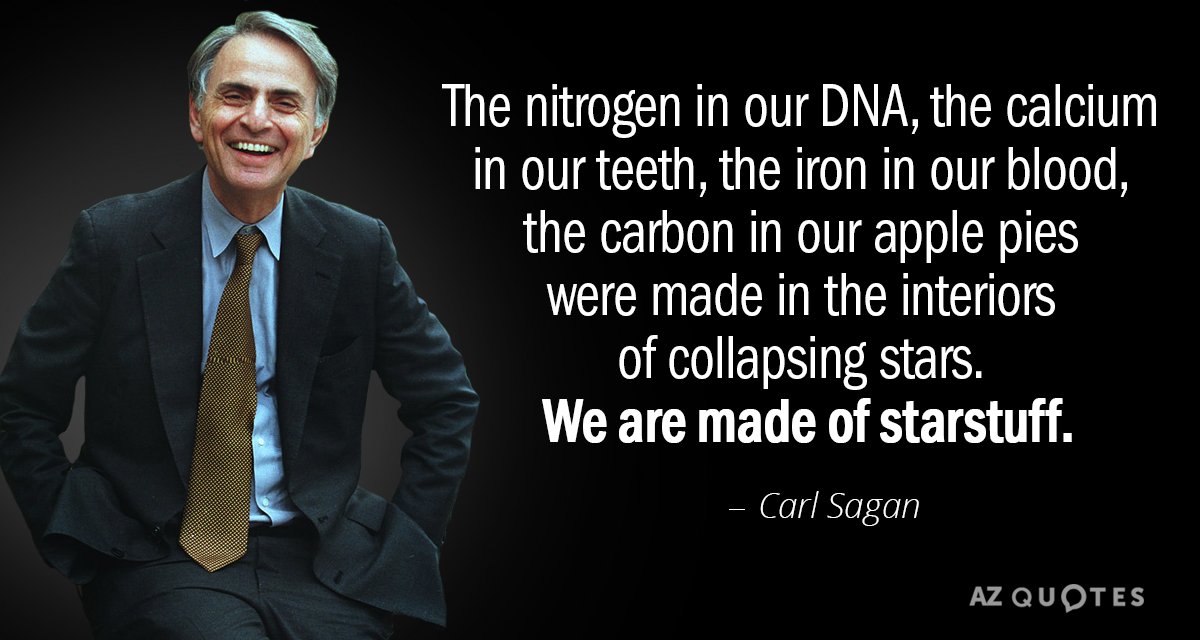 The nitrogen in our DNA, the calcium
in our teeth, the iron in our blood,
the carbon in our apple pies
were made in the interiors
of collapsing stars.
We are made of starstuff.
– Carl Sagan
AZ QUOTES